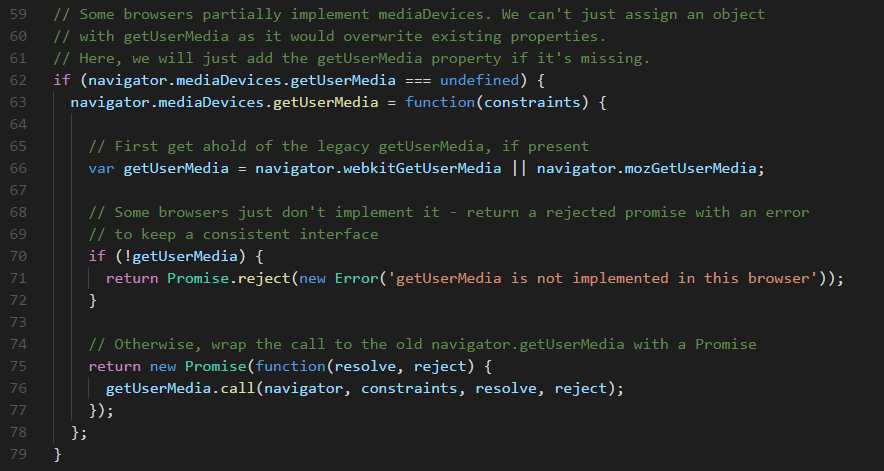 59 // Some browsers partially implement mediaDevices. We can't just assign an object
60 // with getUserMedia as it would overwrite existing properties.
61 // Here, we will just add the getUserMedia property if it's missing.
62 if (navigator.mediaDevices.getUserMedia === undefined) {
63 navigator.mediaDevices.getUserMedia = function(constraints) {
64
65 // First get ahold of the legacy getUserMedia, if present
66 var getUserMedia = navigator.webkitGetUserMedia || navigator.mozGetUserMedia;
67
68 // Some browsers just don't implement it - return a rejected promise with an error
69 // to keep a consistent interface
70 if (!getUserMedia) {
71 return Promise.reject(new Error('getUserMedia is not implemented in this browser'));
72 }
73
74 // Otherwise, wrap the call to the old navigator.getUserMedia with a Promise
75 return new Promise(function(resolve, reject) {
76 getUserMedia.call(navigator, constraints, resolve, reject);
77 });
78 };
79 }